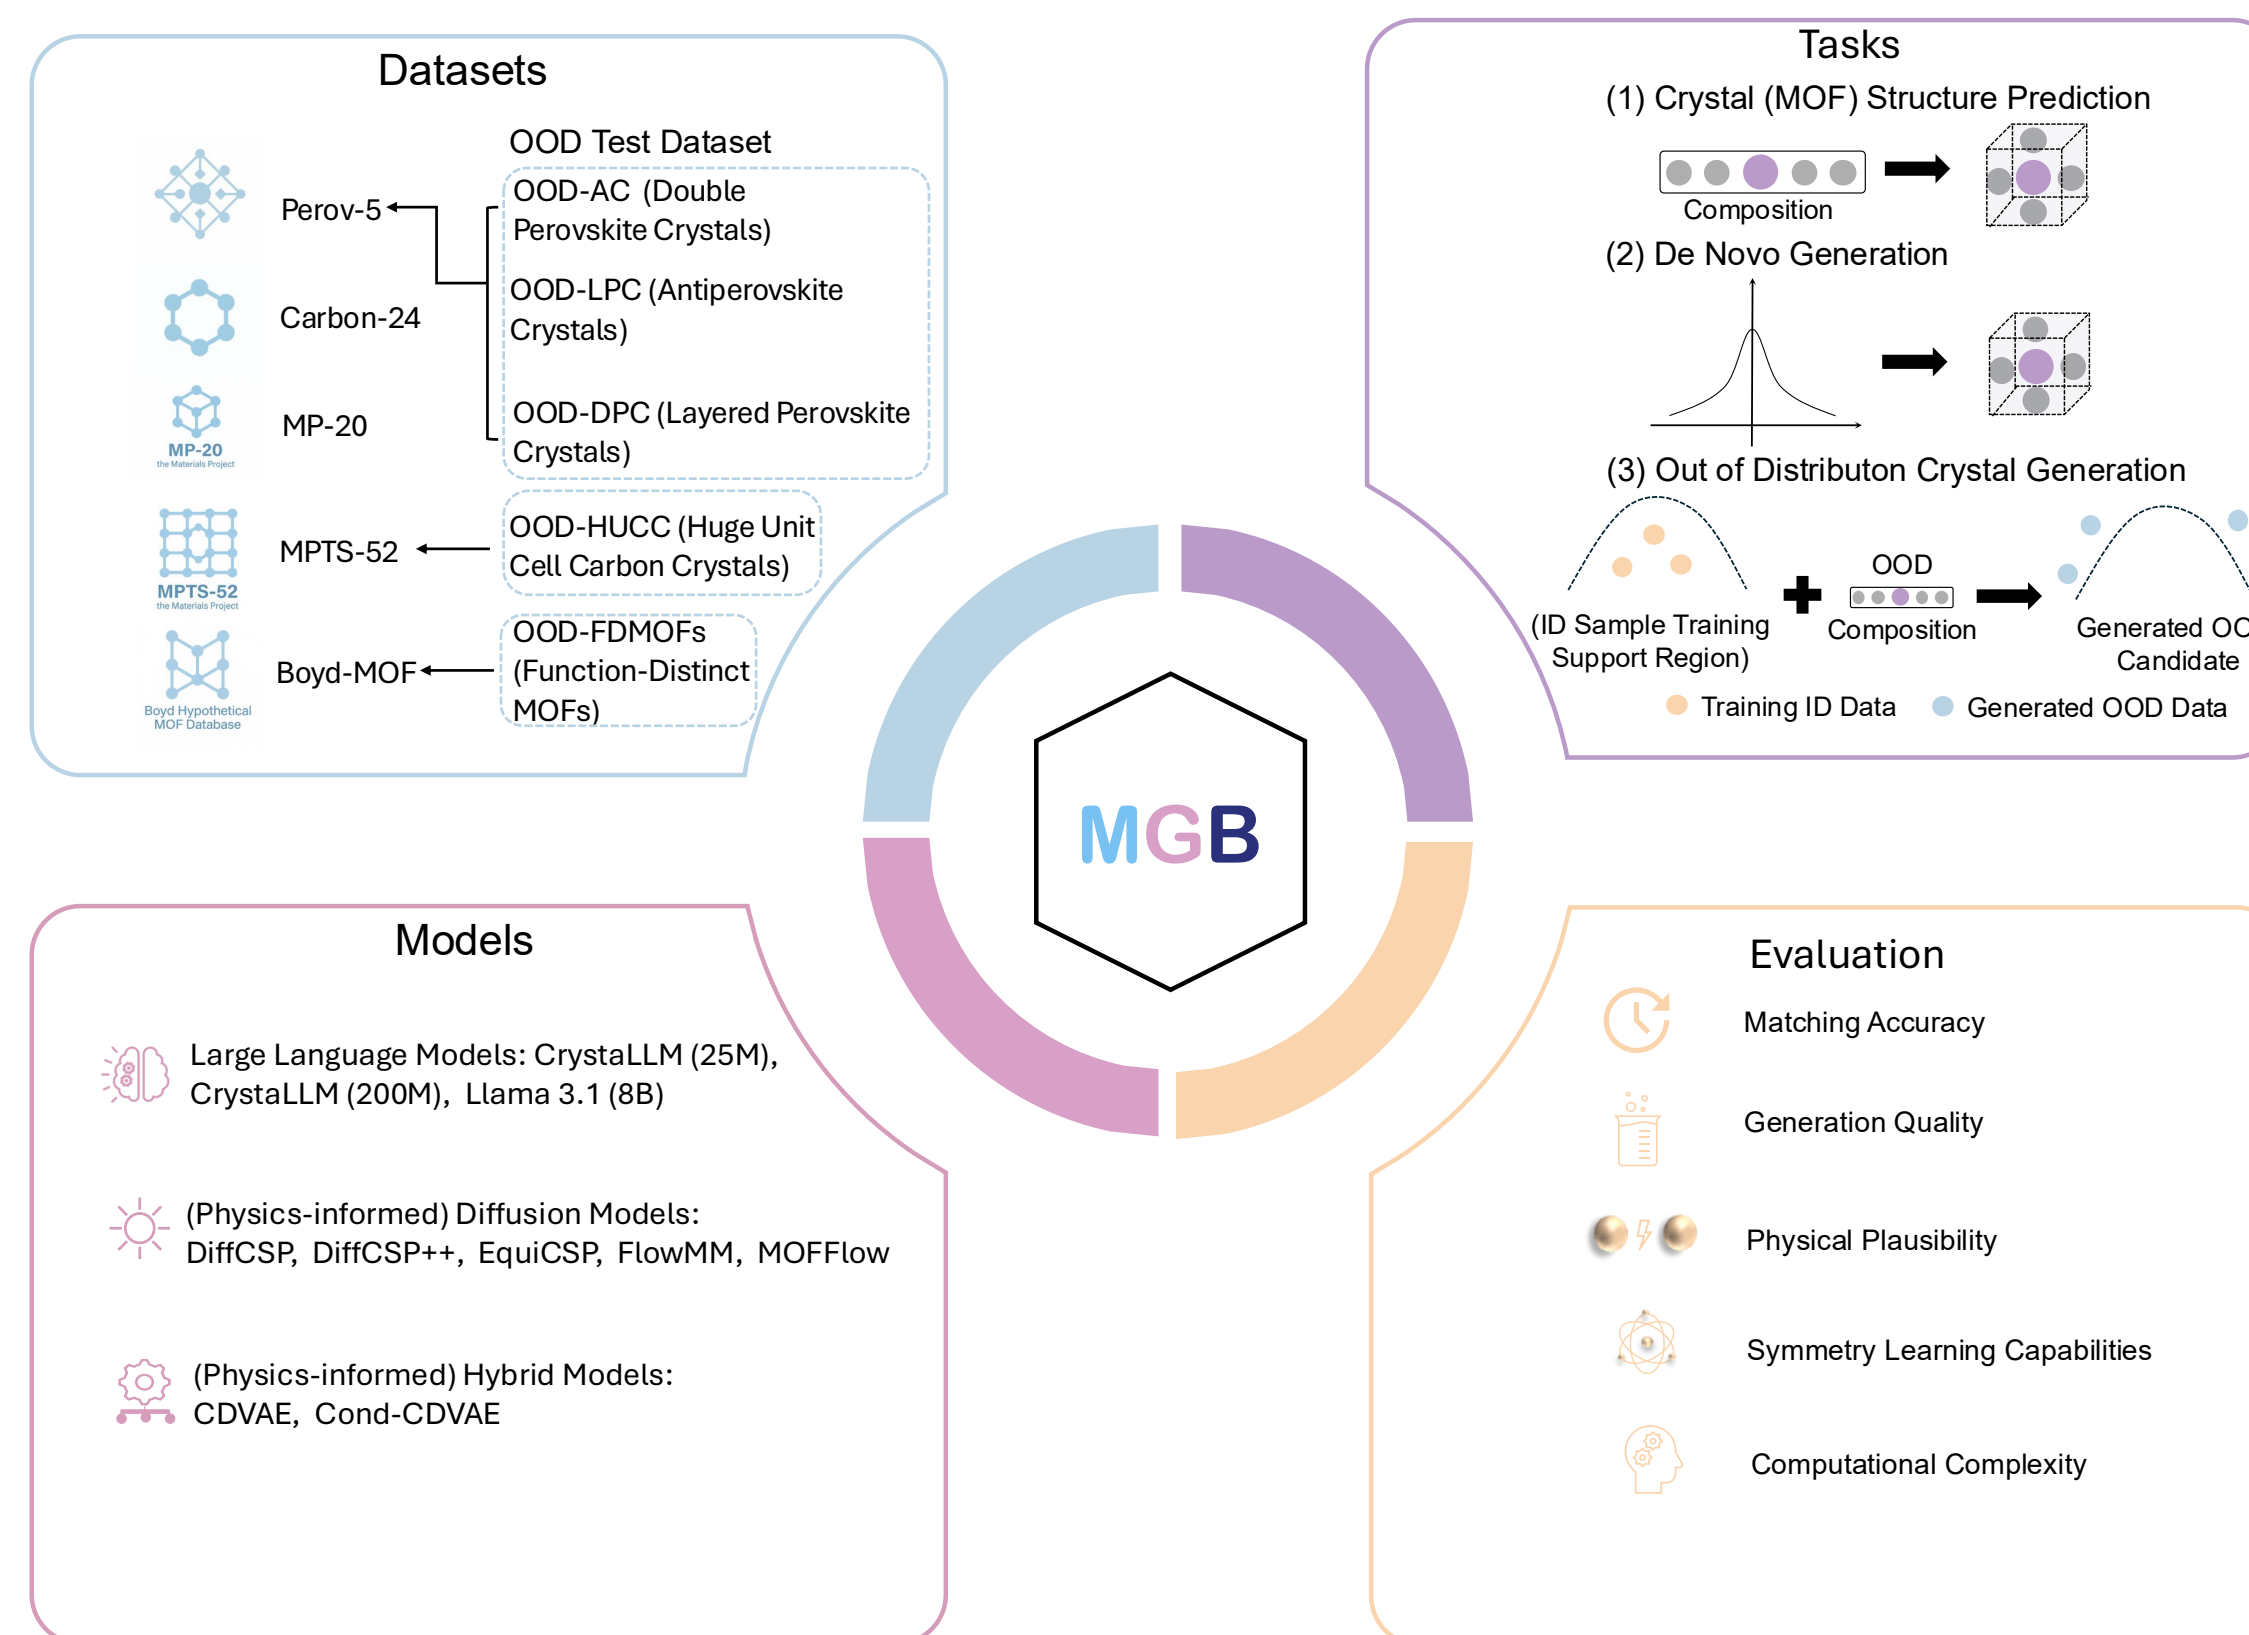 Datasets
OOD Test Dataset
Perov-5
OOD-AC (Double
Perovskite Crystals)
Carbon-24
OOD-LPC (Antiperovskite
Crystals)
MP-20
MP-20
the Materials Project
OOD-DPC (Layered Perovskite
Crystals)
MPTS-52
MPTS-52
the Materials Project
OOD-HUCC (Huge Unit
Cell Carbon Crystals)
Boyd Hypothetical
MOF Database
Boyd-MOF
OOD-FDMOFs
(Function-Distinct
MOFs)
Tasks
(1) Crystal (MOF) Structure Prediction
Composition
(2) De Novo Generation
(3) Out of Distributon Crystal Generation
(ID Sample Training
Support Region)
OOD
Composition
Generated
Candidate
Training ID Data
Generated OOD Data
MGB
Models
Large Language Models: CrystaLLM (25M),
CrystaLLM (200M), Llama 3.1 (8B)
(Physics-informed) Diffusion Models:
DiffCSP, DiffCSP++, EquiCSP, FlowMM, MOFFlow
(Physics-informed) Hybrid Models:
CDVAE, Cond-CDVAE
Evaluation
Matching Accuracy
Generation Quality
Physical Plausibility
Symmetry Learning Capabilities
Computational Complexity